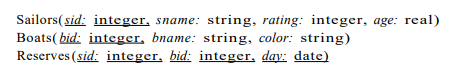 Sailors(sid: integer, sname: string, rating: integer, age: real)
Boats(bid: integer, bname: string, color: string)
Reserves(sid: integer, bid: integer, day: date)